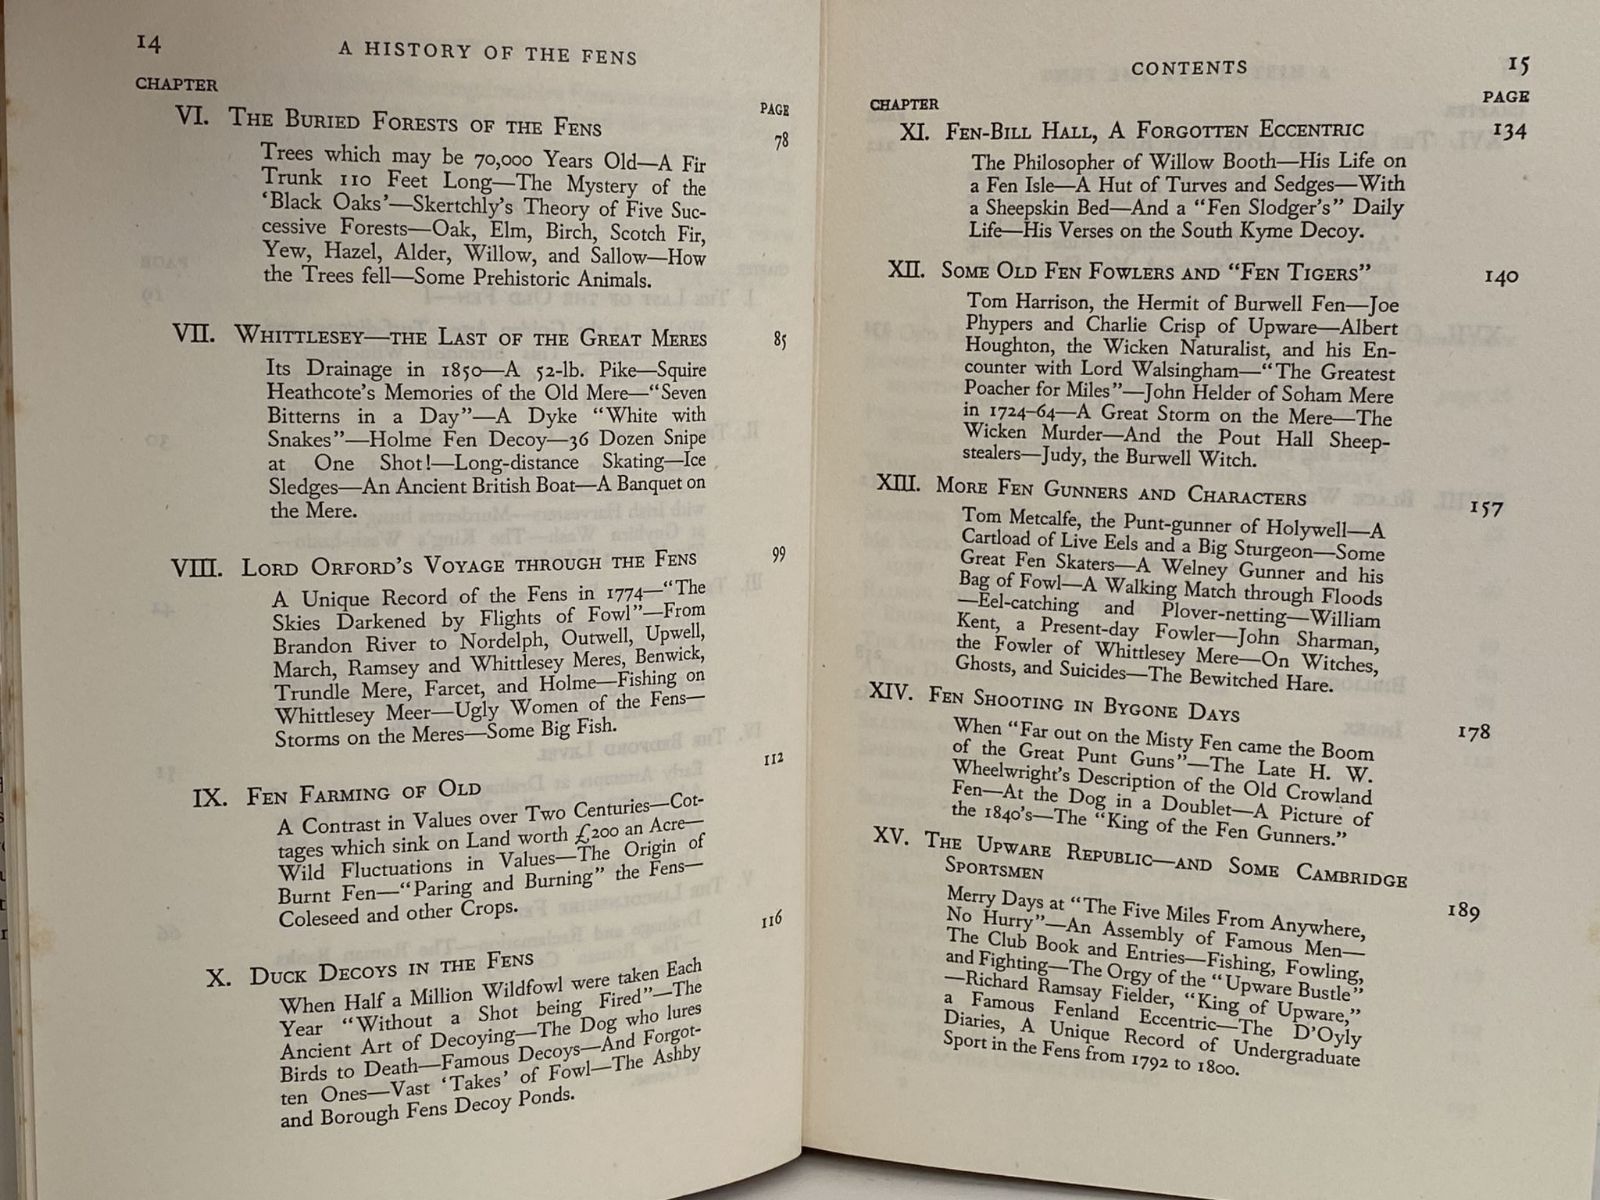 14
A HISTORY OF THE FENS
CHAPTER
PAGE
VI. THE BURIED FORESTS OF THE FENS 78
Trees which may be 70,000 Years Old—A Fir
Trunk 110 Feet Long—The Mystery of the
‘Black Oaks’—Skertchly’s Theory of Five Suc-
cessive Forests—Oak, Elm, Birch, Scotch Fir,
Yew, Hazel, Alder, Willow, and Sallow—How
the Trees fell—Some Prehistoric Animals.
VII. WHITTLESEY—THE LAST OF THE GREAT MERES 85
Its Drainage in 1850—A 52-lb. Pike—Squire
Heathcote’s Memories of the Old Mere—“Seven
Bitterns in a Day”—A Dyke “White with
Snakes”—Holme Fen Decoy—36 Dozen Snipe
at One Shot!—Long-distance Skating—Ice
Sledges—An Ancient British Boat—A Banquet on
the Mere.
VIII. LORD ORFORD’S VOYAGE THROUGH THE FENS 99
A Unique Record of the Fens in 1774—“The
Skies Darkened by Flights of Fowl”—From
Brandon River to Nordelph, Outwell, Upwell,
March, Ramsey and Whittlesey Meres, Benwick,
Trundle Mere, Farcet, and Holme—Fishing on
Whittlesey Meer—Ugly Women of the Fens—
Storms on the Meres—Some Big Fish.
IX. FEN FARMING OF OLD 112
A Contrast in Values over Two Centuries—Cot-
tages which sink on Land worth £200 an Acre—
Wild Fluctuations in Values—The Origin of
Burnt Fen—“Paring and Burning” the Fens—
Coleseed and other Crops.
X. DUCK DECOYS IN THE FENS 116
When Half a Million Wildfowl were taken Each
Year “Without a Shot being Fired”—The
Ancient Art of Decoying—The Dog who lures
Birds to Death—Famous Decoys—And Forgot-
ten Ones—Vast ‘Takes’ of Fowl—The Ashby
and Borough Fens Decoy Ponds.
CONTENTS
15
CHAPTER
PAGE
XI. FEN-BILL HALL, A FORGOTTEN ECCENTRIC 134
The Philosopher of Willow Booth—His Life on
a Fen Isle—A Hut of Turves and Sedges—With
a Sheepskin Bed—And a “Fen Slodger’s” Daily
Life—His Verses on the South Kyme Decoy.
XII. SOME OLD FEN FOWLERS AND “FEN TIGERS” 140
Tom Harrison, the Hermit of Burwell Fen—Joe
Phypers and Charlie Crisp of Upware—Albert
Houghton, the Wicken Naturalist, and his En-
counter with Lord Walsingham—“The Greatest
Poacher for Miles”—John Helder of Soham Mere
in 1724–64—A Great Storm on the Mere—The
Wicken Murder—And the Pout Hall Sheep-
stealers—Judy, the Burwell Witch.
XIII. MORE FEN GUNNERS AND CHARACTERS 157
Tom Metcalfe, the Punt-gunner of Holywell—A
Cartload of Live Eels and a Big Sturgeon—Some
Great Fen Skaters—A Welney Gunner and his
Bag of Fowl—A Walking Match through Floods
—Eel-catching and Plover-netting—William
Kent, a Present-day Fowler—John Sharman,
the Fowler of Whittlesey Mere—On Witches,
Ghosts, and Suicides—The Bewitched Hare.
XIV. FEN SHOOTING IN BYGONE DAYS 178
When “Far out on the Misty Fen came the Boom
of the Great Punt Guns”—The Late H. W.
Wheelwright’s Description of the Old Crowland
Fen—At the Dog in a Doublet—A Picture of
the 1840’s—The “King of the Fen Gunners.”
XV. THE UPWARE REPUBLIC—AND SOME CAMBRIDGE
SPORTSMEN 189
Merry Days at “The Five Miles From Anywhere,
No Hurry”—An Assembly of Famous Men—
The Club Book and Entries—Fishing, Fowling,
and Fighting—The Orgy of the “Upware Bustle”
—Richard Ramsay Fielder, “King of Upware,”
a Famous Fenland Eccentric—The D’Oyly
Diaries, A Unique Record of Undergraduate
Sport in the Fens from 1792 to 1800.